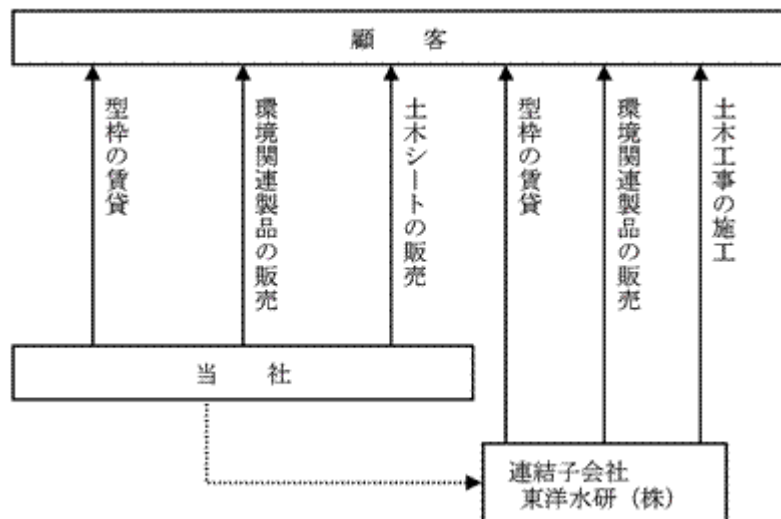 顧 客
型枠の賃貸
環境関連製品の販売
土木シートの販売
型枠の賃貸
環境関連製品の販売
土木工事の施工
当 社
連結子会社
東洋水研（株）